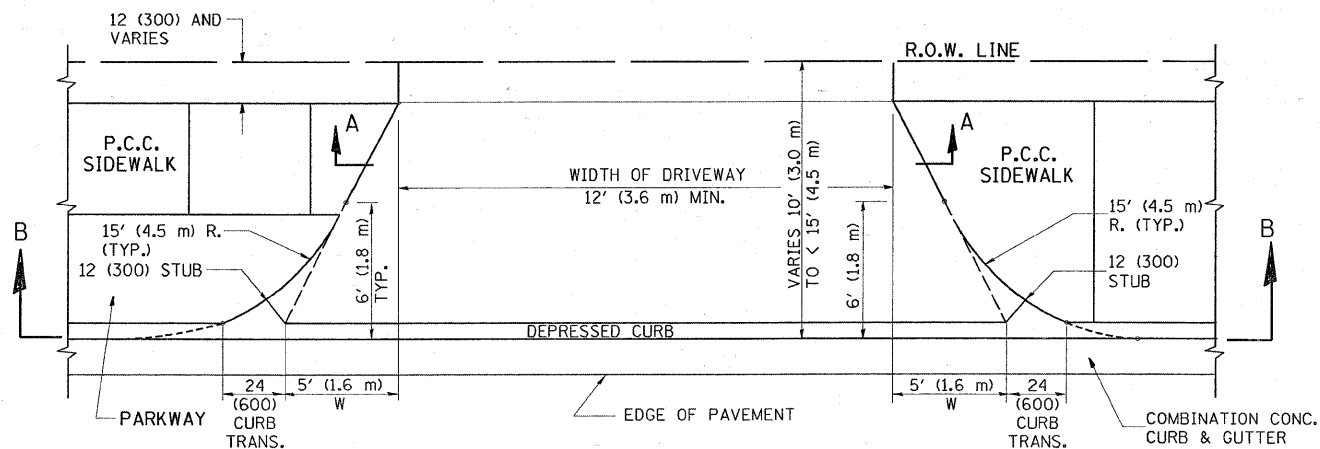 12 (300) AND
VARIES
R.O.W. LINE
A
A
P.C.C.
SIDEWALK
P.C.C.
SIDEWALK
WIDTH OF DRIVEWAY
12' (3.6 m) MIN.
VARIES 10' (3.0 m)
TO < 15' (4.5 m)
B
B
15' (4.5 m) R.
(TYP.)
12 (300) STUB
6' (1.8 m)
TYP.
6' (1.8 m)
15' (4.5 m)
R. (TYP.)
12 (300)
STUB
DEPRESSED CURB
PARKWAY
24
(600)
CURB
TRANS.
5' (1.6 m)
W
EDGE OF PAVEMENT
5' (1.6 m)
W
24
(600)
CURB
TRANS.
COMBINATION CONC.
CURB & GUTTER